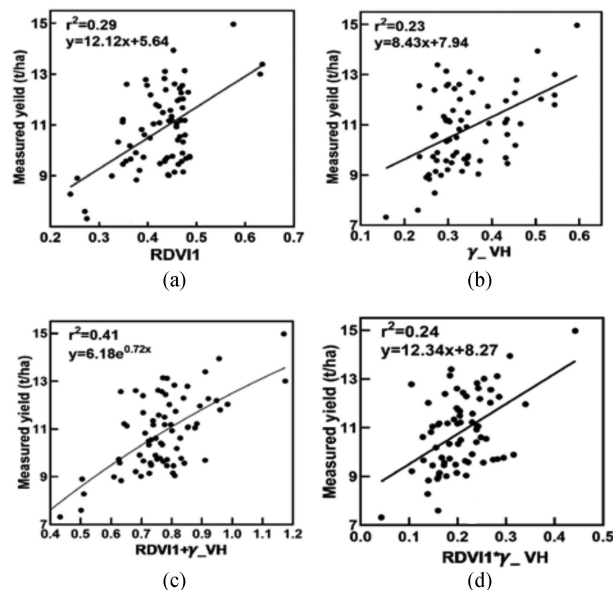 r²=0.29
y=12.12x+5.64
Measured yeild (t/ha)
15
13
11
9
7
0.2 0.3 0.4 0.5 0.6 0.7
RDVI1
(a)
r²=0.23
y=8.43x+7.94
Measured yield (t/ha)
15
13
11
9
7
0.1 0.2 0.3 0.4 0.5 0.6 0.7
γ_ VH
(b)
r²=0.41
y=6.18e^0.72x
Measured yield (t/ha)
15
13
11
9
7
0.4 0.5 0.6 0.7 0.8 0.9 1.0 1.1 1.2
RDVI1+γ_VH
(c)
r²=0.24
y=12.34x+8.27
Measured yield (t/ha)
15
13
11
9
7
0.0 0.1 0.2 0.3 0.4 0.5
RDVI1*γ_ VH
(d)